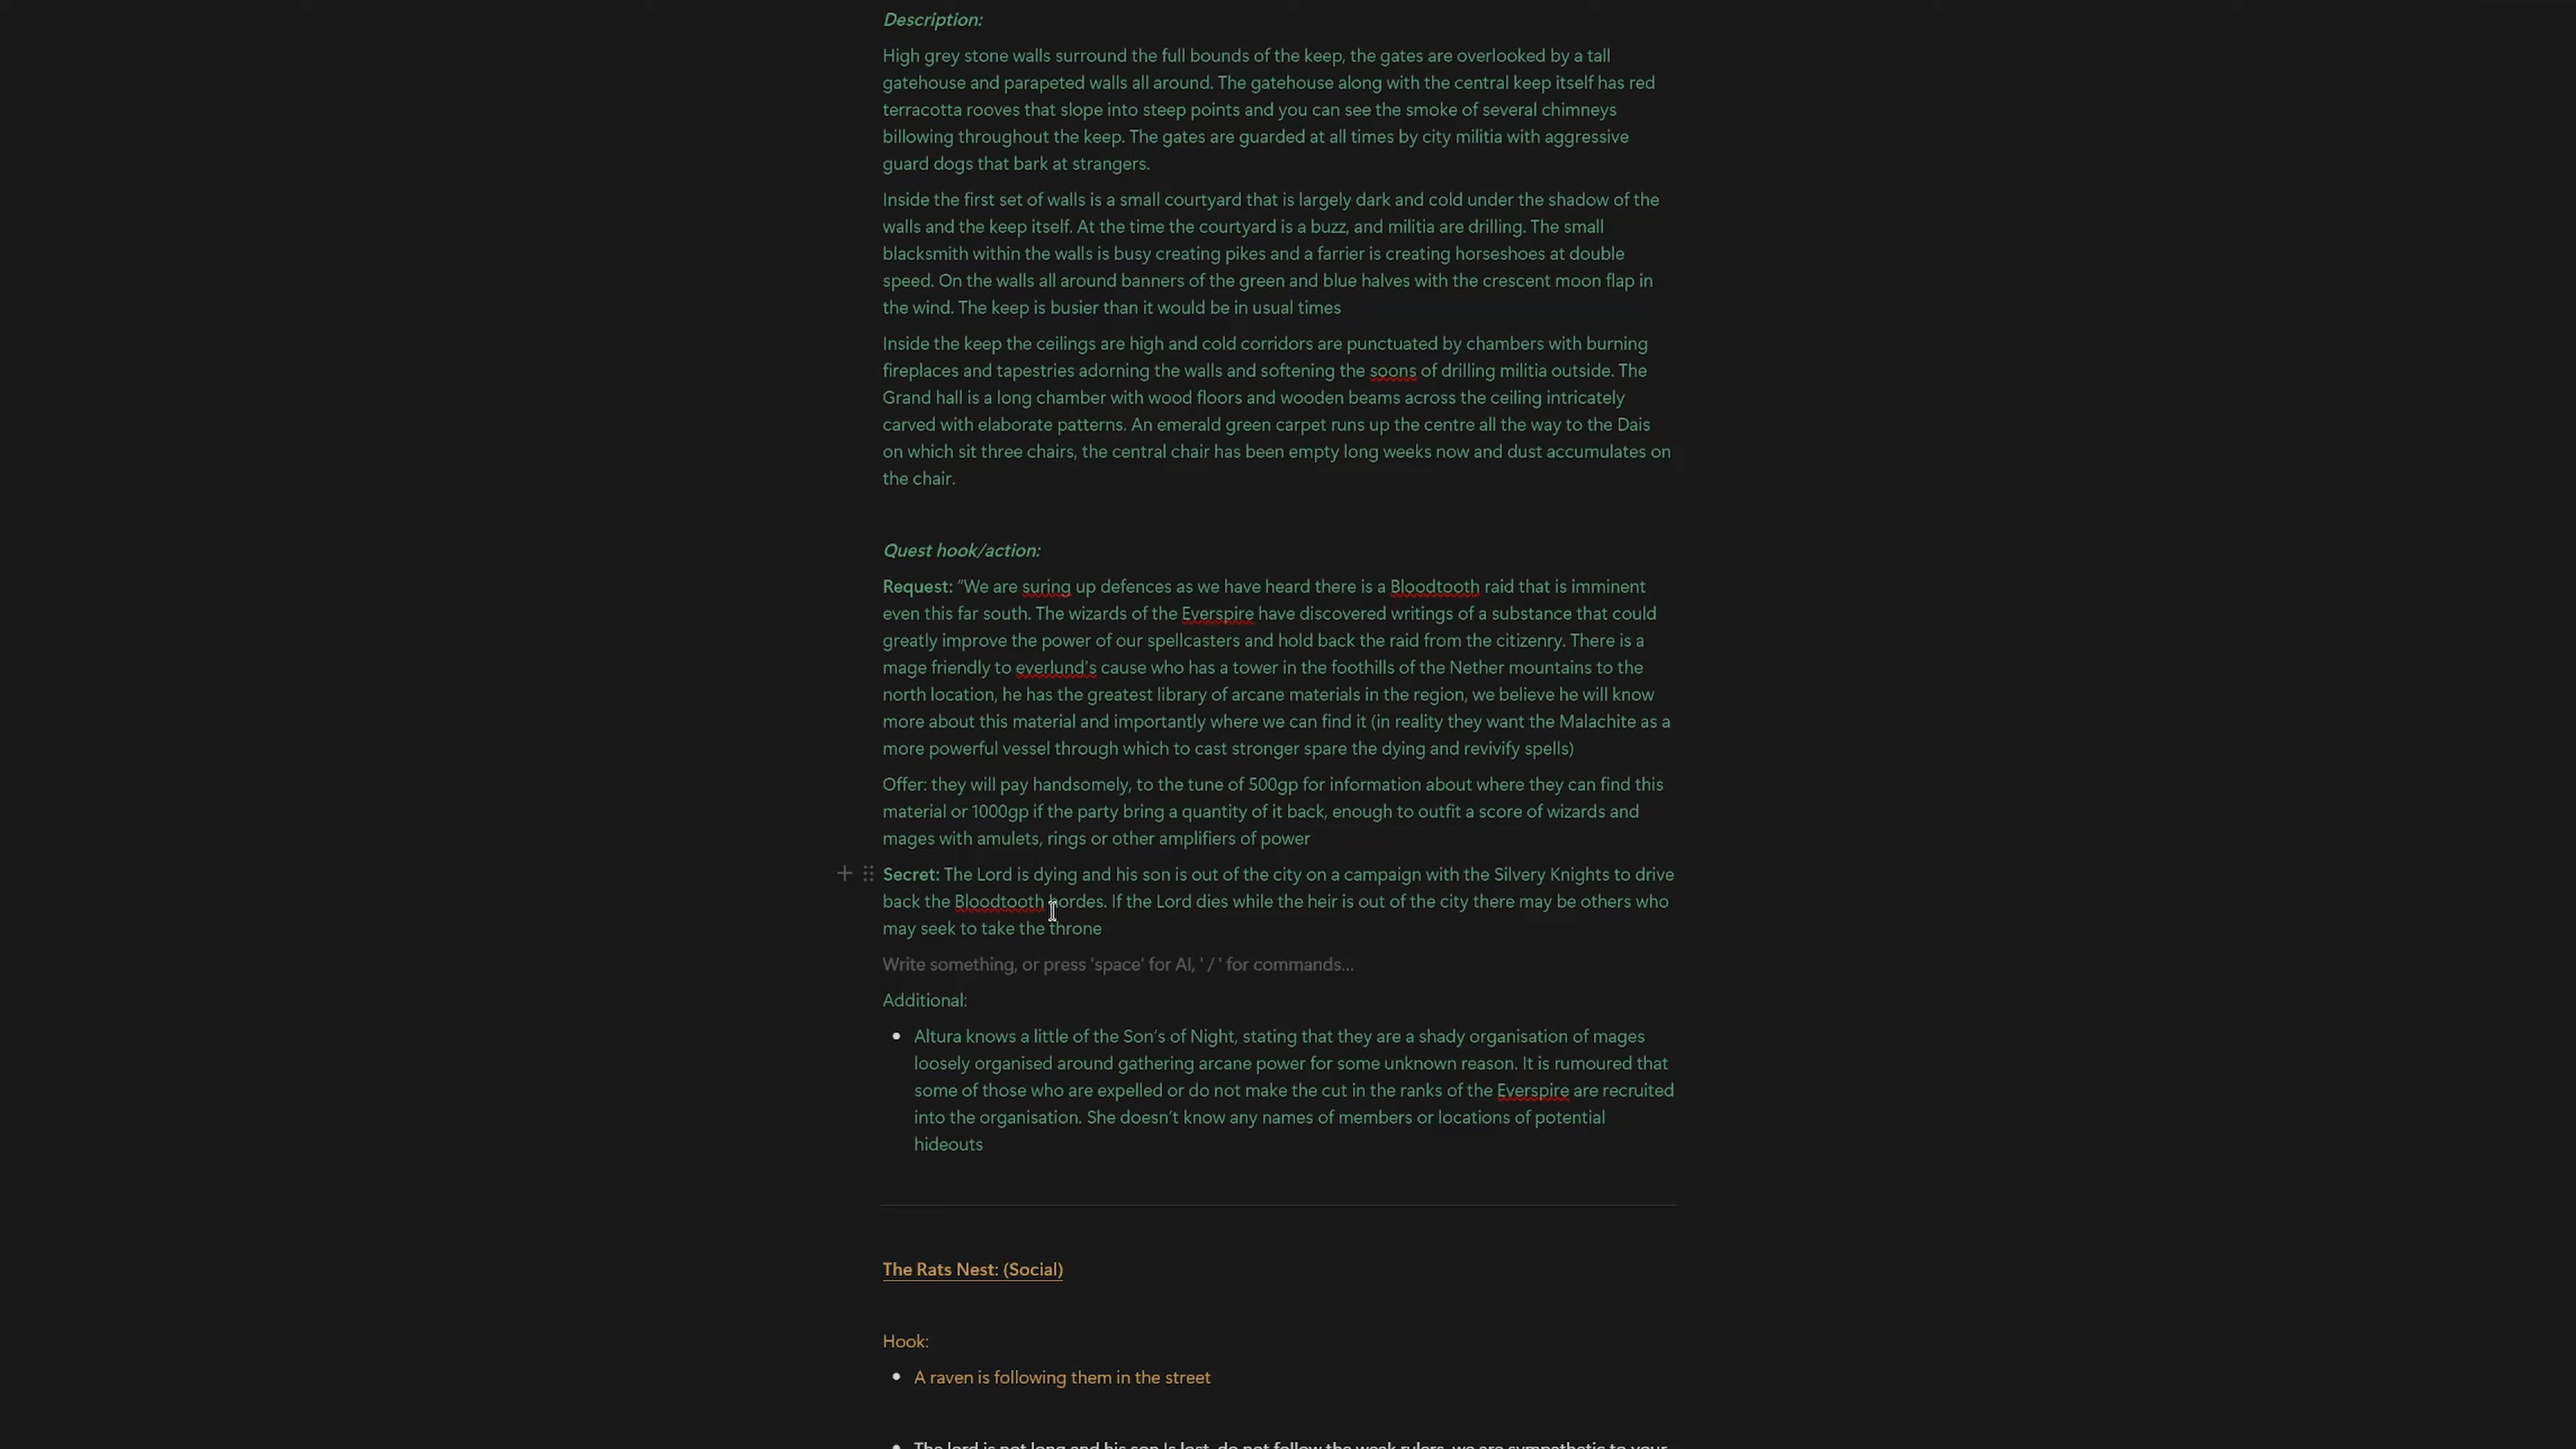 Description:
High grey stone walls surround the full bounds of the keep, the gates are overlooked by a tall
gatehouse and parapeted walls all around. The gatehouse along with the central keep itself has red
terracotta rooves that slope into steep points and you can see the smoke of several chimneys
billowing throughout the keep. The gates are guarded at all times by city militia with aggressive
guard dogs that bark at strangers.
Inside the first set of walls is a small courtyard that is largely dark and cold under the shadow of the
walls and the keep itself. At the time the courtyard is a buzz, and militia are drilling. The small
blacksmith within the walls is busy creating pikes and a farrier is creating horseshoes at double
speed. On the walls all around banners of the green and blue halves with the crescent moon flap in
the wind. The keep is busier than it would be in usual times
Inside the keep the ceilings are high and cold corridors are punctuated by chambers with burning
fireplaces and tapestries adorning the walls and softening the soons of drilling militia outside. The
Grand hall is a long chamber with wood floors and wooden beams across the ceiling intricately
carved with elaborate patterns. An emerald green carpet runs up the centre all the way to the Dais
on which sit three chairs, the central chair has been empty long weeks now and dust accumulates on
the chair.
Quest hook/action:
Request: “We are suring up defences as we have heard there is a Bloodtooth raid that is imminent
even this far south. The wizards of the Everspire have discovered writings of a substance that could
greatly improve the power of our spellcasters and hold back the raid from the citizenry. There is a
mage friendly to everlund’s cause who has a tower in the foothills of the Nether mountains to the
north location, he has the greatest library of arcane materials in the region, we believe he will know
more about this material and importantly where we can find it (in reality they want the Malachite as a
more powerful vessel through which to cast stronger spare the dying and revivify spells)
Offer: they will pay handsomely, to the tune of 500gp for information about where they can find this
material or 1000gp if the party bring a quantity of it back, enough to outfit a score of wizards and
mages with amulets, rings or other amplifiers of power
Secret: The Lord is dying and his son is out of the city on a campaign with the Silvery Knights to drive
back the Bloodtooth hordes. If the Lord dies while the heir is out of the city there may be others who
may seek to take the throne
Write something, or press 'space' for AI, ' / ' for commands…
Additional:
Altura knows a little of the Son’s of Night, stating that they are a shady organisation of mages
loosely organised around gathering arcane power for some unknown reason. It is rumoured that
some of those who are expelled or do not make the cut in the ranks of the Everspire are recruited
into the organisation. She doesn’t know any names of members or locations of potential
hideouts
The Rats Nest: (Social)
Hook:
A raven is following them in the street
The lord is not long and his son is lost, do not follow the weak rulers, we are sympathetic to your